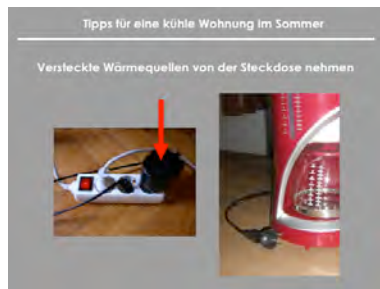 Tipps für eine kühle Wohnung im Sommer
Versteckte Wärmequellen von der Steckdose nehmen